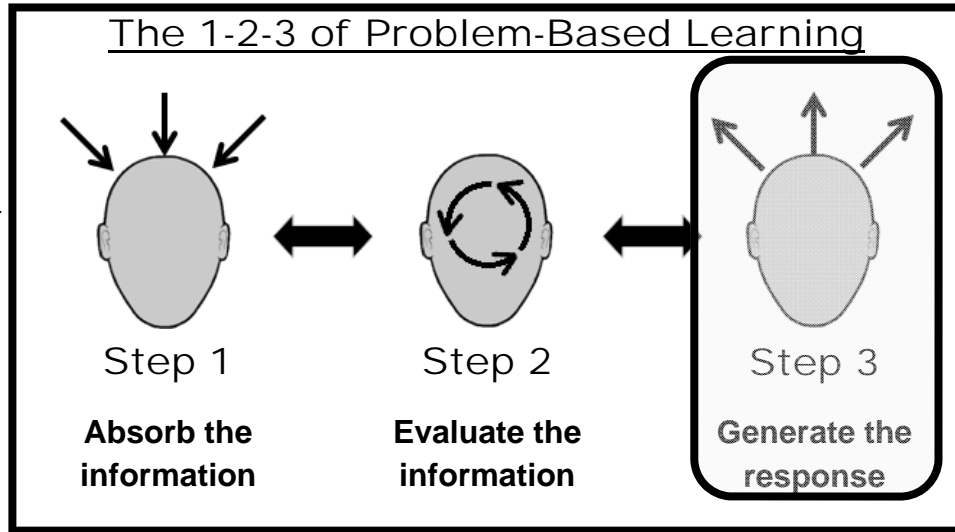 The 1-2-3 of Problem-Based Learning
Step 1
Step 2
Step 3
Absorb the
information
Evaluate the
information
Generate the
response